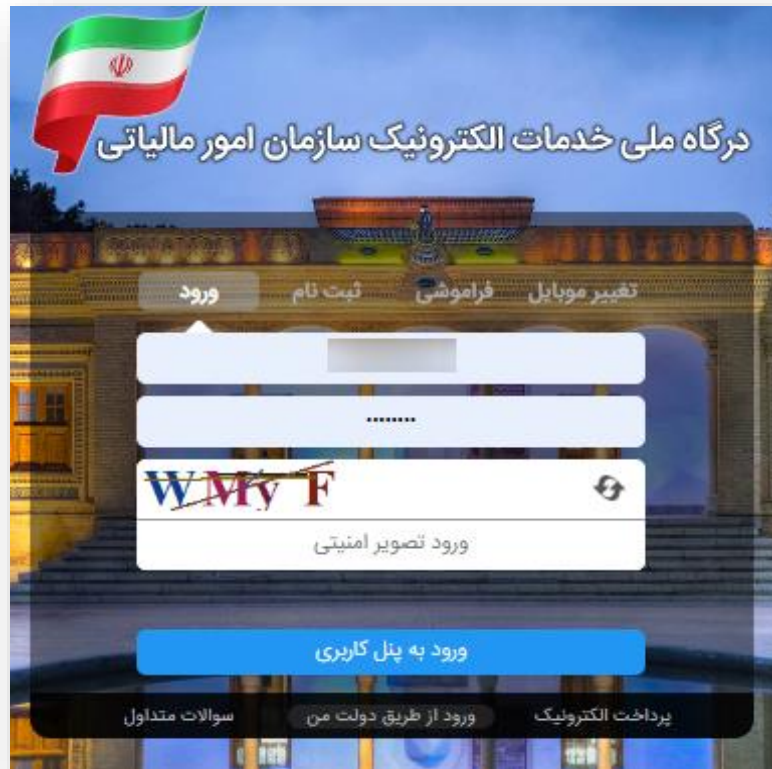 درگاه ملی خدمات الکترونیک سازمان امور مالیاتی
تغییر موبایل فراموشی ثبت نام ورود
........
WMyF
ورود تصویر امنیتی
ورود به پنل کاربری
پرداخت الکترونیک ورود از طریق دولت من سوالات متداول